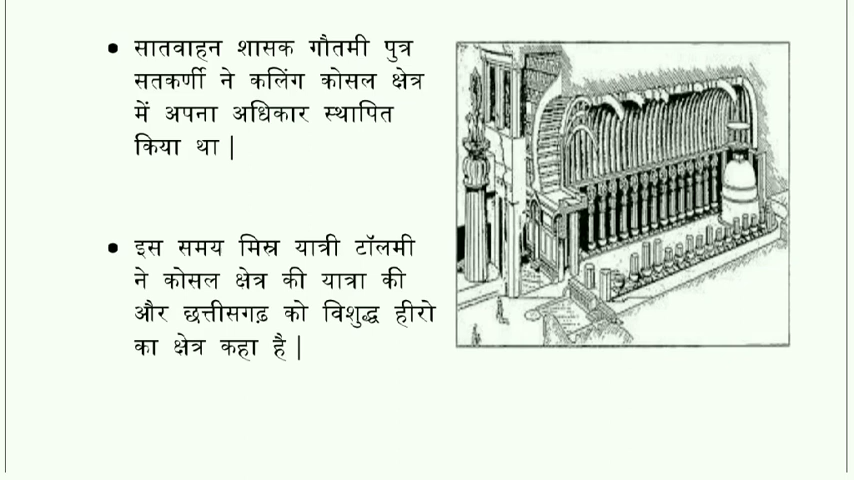 • सातवाहन शासक गौतमी पुत्र
सतकर्णी ने कलिंग कोसल क्षेत्र
में अपना अधिकार स्थापित
किया था |
• इस समय मिस्र यात्री टॉलमी
ने कोसल क्षेत्र की यात्रा की
और छत्तीसगढ़ को विशुद्ध हीरो
का क्षेत्र कहा है |